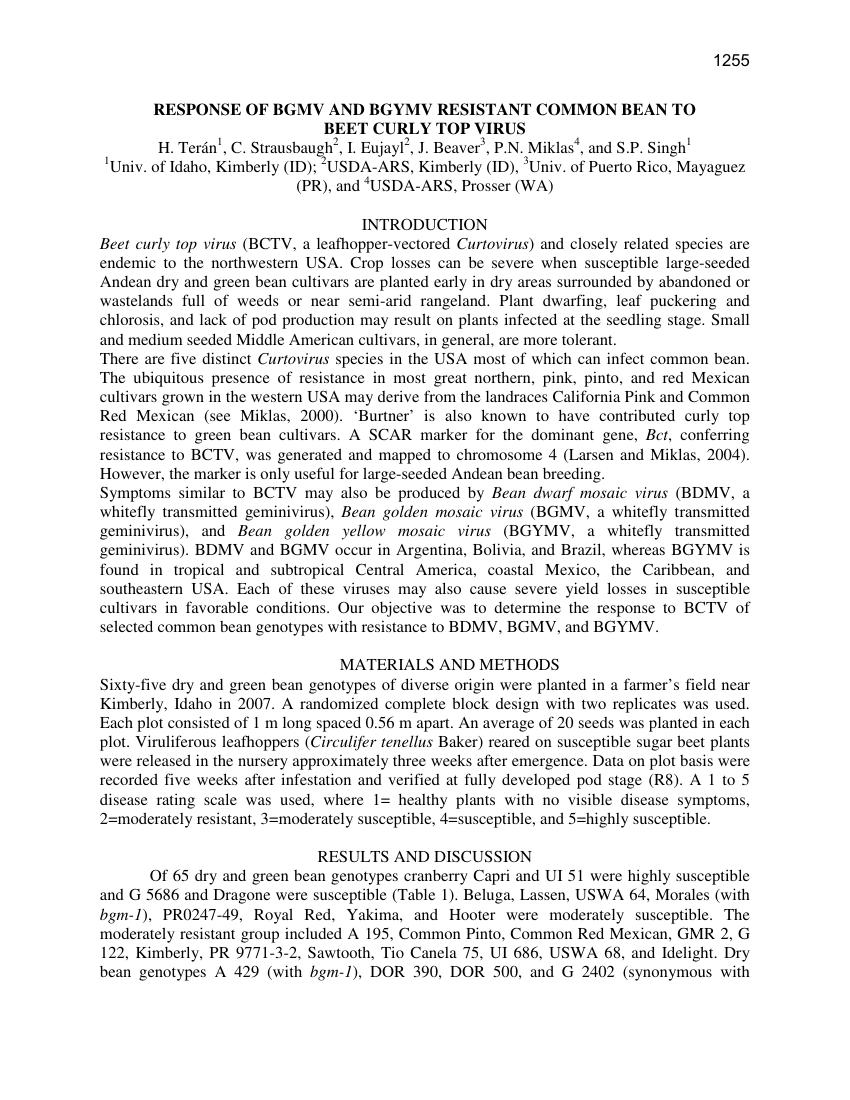 1255
RESPONSE OF BGMV AND BGYMV RESISTANT COMMON BEAN TO
BEET CURLY TOP VIRUS
H. Terán1, C. Strausbaugh2, I. Eujayl2, J. Beaver3, P.N. Miklas4, and S.P. Singh1
1Univ. of Idaho, Kimberly (ID); 2USDA-ARS, Kimberly (ID), 3Univ. of Puerto Rico, Mayaguez
(PR), and 4USDA-ARS, Prosser (WA)
INTRODUCTION
Beet curly top virus (BCTV, a leafhopper-vectored Curtovirus) and closely related species are
endemic to the northwestern USA. Crop losses can be severe when susceptible large-seeded
Andean dry and green bean cultivars are planted early in dry areas surrounded by abandoned or
wastelands full of weeds or near semi-arid rangeland. Plant dwarfing, leaf puckering and
chlorosis, and lack of pod production may result on plants infected at the seedling stage. Small
and medium seeded Middle American cultivars, in general, are more tolerant.
There are five distinct Curtovirus species in the USA most of which can infect common bean.
The ubiquitous presence of resistance in most great northern, pink, pinto, and red Mexican
cultivars grown in the western USA may derive from the landraces California Pink and Common
Red Mexican (see Miklas, 2000). ‘Burtner’ is also known to have contributed curly top
resistance to green bean cultivars. A SCAR marker for the dominant gene, Bct, conferring
resistance to BCTV, was generated and mapped to chromosome 4 (Larsen and Miklas, 2004).
However, the marker is only useful for large-seeded Andean bean breeding.
Symptoms similar to BCTV may also be produced by Bean dwarf mosaic virus (BDMV, a
whitefly transmitted geminivirus), Bean golden mosaic virus (BGMV, a whitefly transmitted
geminivirus), and Bean golden yellow mosaic virus (BGYMV, a whitefly transmitted
geminivirus). BDMV and BGMV occur in Argentina, Bolivia, and Brazil, whereas BGYMV is
found in tropical and subtropical Central America, coastal Mexico, the Caribbean, and
southeastern USA. Each of these viruses may also cause severe yield losses in susceptible
cultivars in favorable conditions. Our objective was to determine the response to BCTV of
selected common bean genotypes with resistance to BDMV, BGMV, and BGYMV.
MATERIALS AND METHODS
Sixty-five dry and green bean genotypes of diverse origin were planted in a farmer’s field near
Kimberly, Idaho in 2007. A randomized complete block design with two replicates was used.
Each plot consisted of 1 m long spaced 0.56 m apart. An average of 20 seeds was planted in each
plot. Viruliferous leafhoppers (Circulifer tenellus Baker) reared on susceptible sugar beet plants
were released in the nursery approximately three weeks after emergence. Data on plot basis were
recorded five weeks after infestation and verified at fully developed pod stage (R8). A 1 to 5
disease rating scale was used, where 1= healthy plants with no visible disease symptoms,
2=moderately resistant, 3=moderately susceptible, 4=susceptible, and 5=highly susceptible.
RESULTS AND DISCUSSION
Of 65 dry and green bean genotypes cranberry Capri and UI 51 were highly susceptible
and G 5686 and Dragone were susceptible (Table 1). Beluga, Lassen, USWA 64, Morales (with
bgm-1), PR0247-49, Royal Red, Yakima, and Hooter were moderately susceptible. The
moderately resistant group included A 195, Common Pinto, Common Red Mexican, GMR 2, G
122, Kimberly, PR 9771-3-2, Sawtooth, Tio Canela 75, UI 686, USWA 68, and Idelight. Dry
bean genotypes A 429 (with bgm-1), DOR 390, DOR 500, and G 2402 (synonymous with